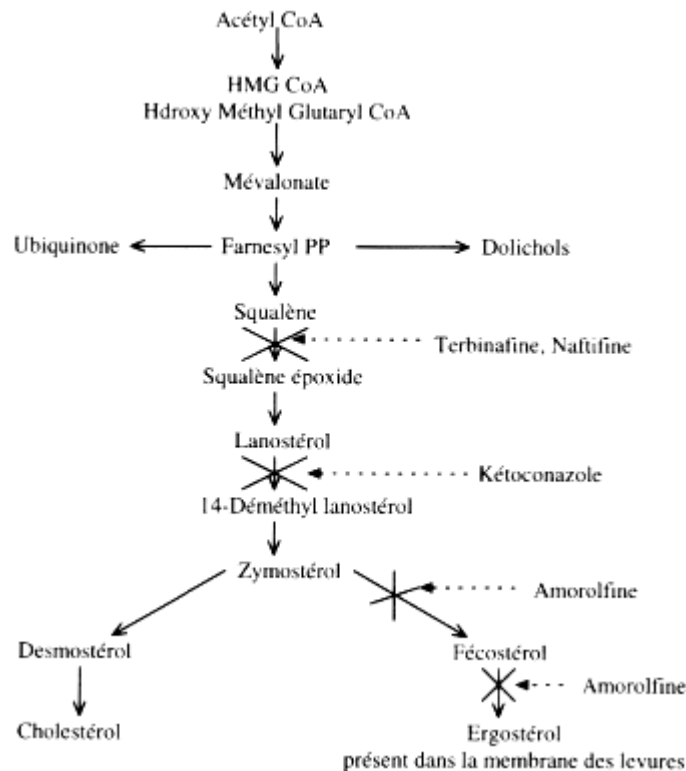 Acétyl CoA
HMG CoA
Hdroxy Méthyl Glutaryl CoA
Mévalonate
Ubiquinone
Farnesyl PP
Dolichols
Squalène
Terbinafine, Naftifine
Squalène époxide
Lanostérol
Kétoconazole
14-Déméthyl lanostérol
Zymostérol
Amorolfine
Desmostérol
Fécostérol
Amorolfine
Cholestérol
Ergostérol
présent dans la membrane des levures